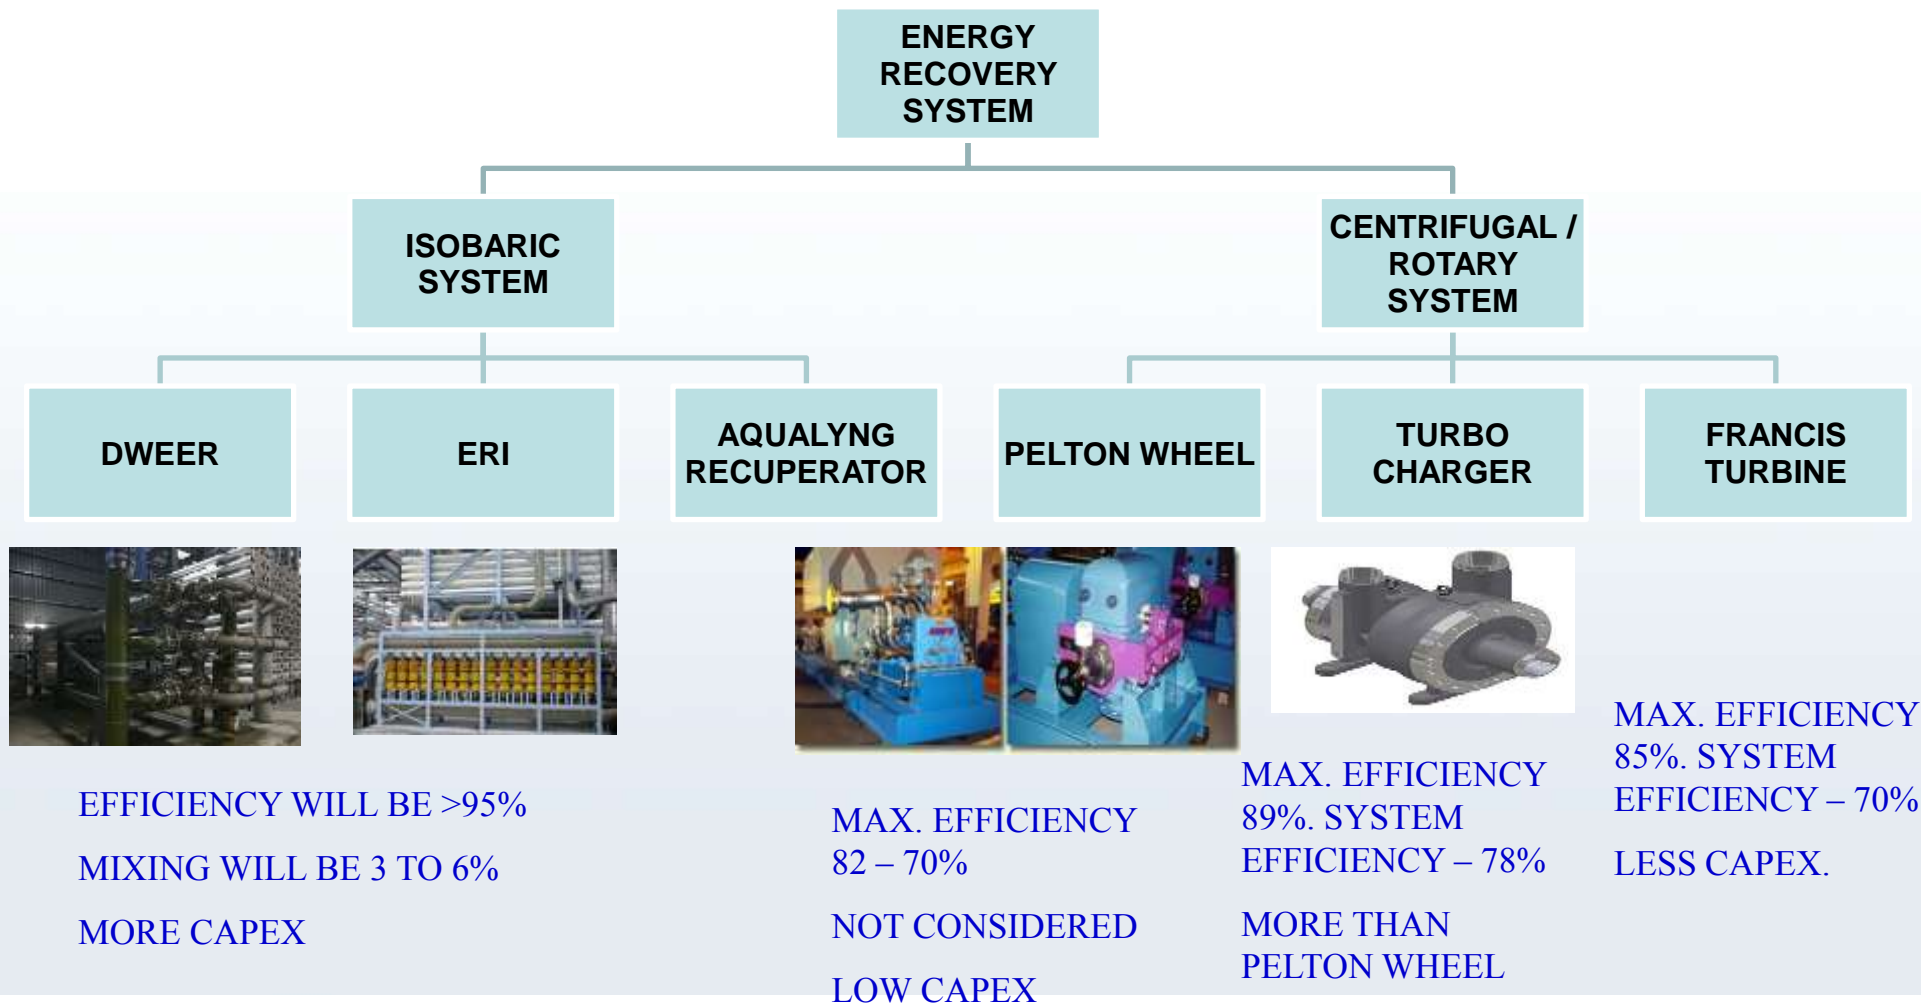 ENERGY
RECOVERY
SYSTEM
ISOBARIC
SYSTEM
CENTRIFUGAL /
ROTARY
SYSTEM
DWEER
ERI
AQUALYNG
RECUPERATOR
PELTON WHEEL
TURBO
CHARGER
FRANCIS
TURBINE
EFFICIENCY WILL BE >95%
MIXING WILL BE 3 TO 6%
MORE CAPEX
MAX. EFFICIENCY
82 – 70%
NOT CONSIDERED
LOW CAPEX
MAX. EFFICIENCY
89%. SYSTEM
EFFICIENCY – 78%
MORE THAN
PELTON WHEEL
MAX. EFFICIENCY
85%. SYSTEM
EFFICIENCY – 70%
LESS CAPEX.